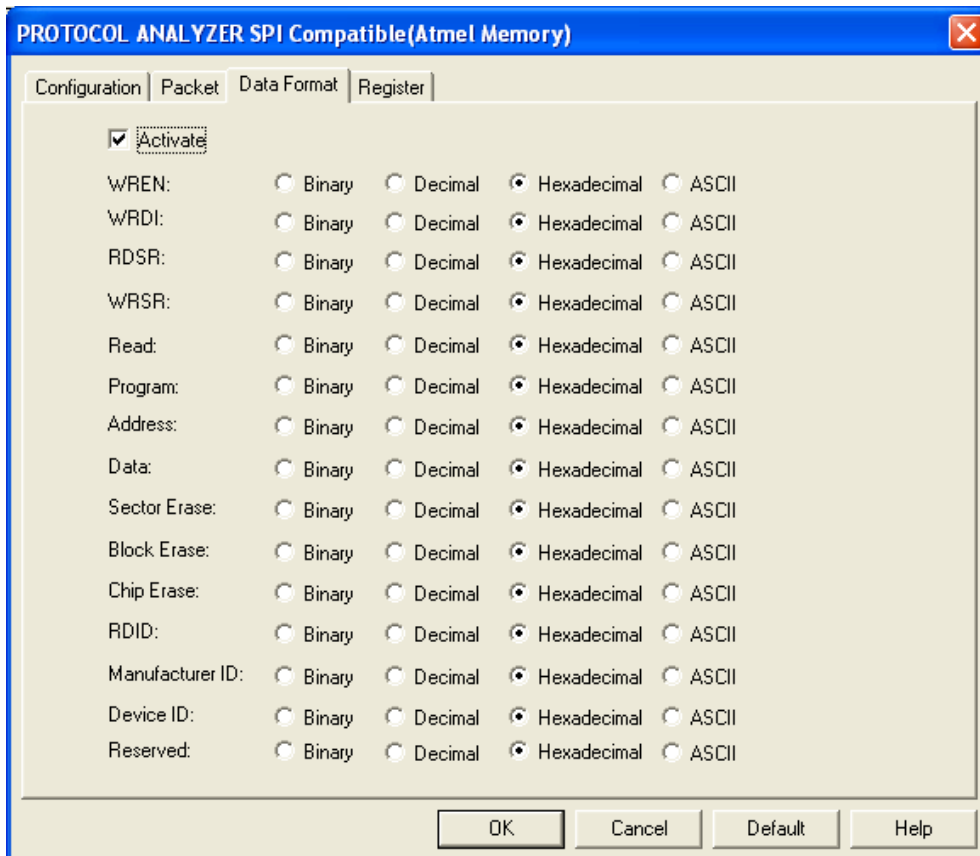 PROTOCOL ANALYZER SPI Compatible(Atmel Memory)
Configuration Packet Data Format Register
Activate
WREN: Binary Decimal Hexadecimal ASCII
WRDI: Binary Decimal Hexadecimal ASCII
RDSR: Binary Decimal Hexadecimal ASCII
WRSR: Binary Decimal Hexadecimal ASCII
Read: Binary Decimal Hexadecimal ASCII
Program: Binary Decimal Hexadecimal ASCII
Address: Binary Decimal Hexadecimal ASCII
Data: Binary Decimal Hexadecimal ASCII
Sector Erase: Binary Decimal Hexadecimal ASCII
Block Erase: Binary Decimal Hexadecimal ASCII
Chip Erase: Binary Decimal Hexadecimal ASCII
RDID: Binary Decimal Hexadecimal ASCII
Manufacturer ID: Binary Decimal Hexadecimal ASCII
Device ID: Binary Decimal Hexadecimal ASCII
Reserved: Binary Decimal Hexadecimal ASCII
OK Cancel Default Help